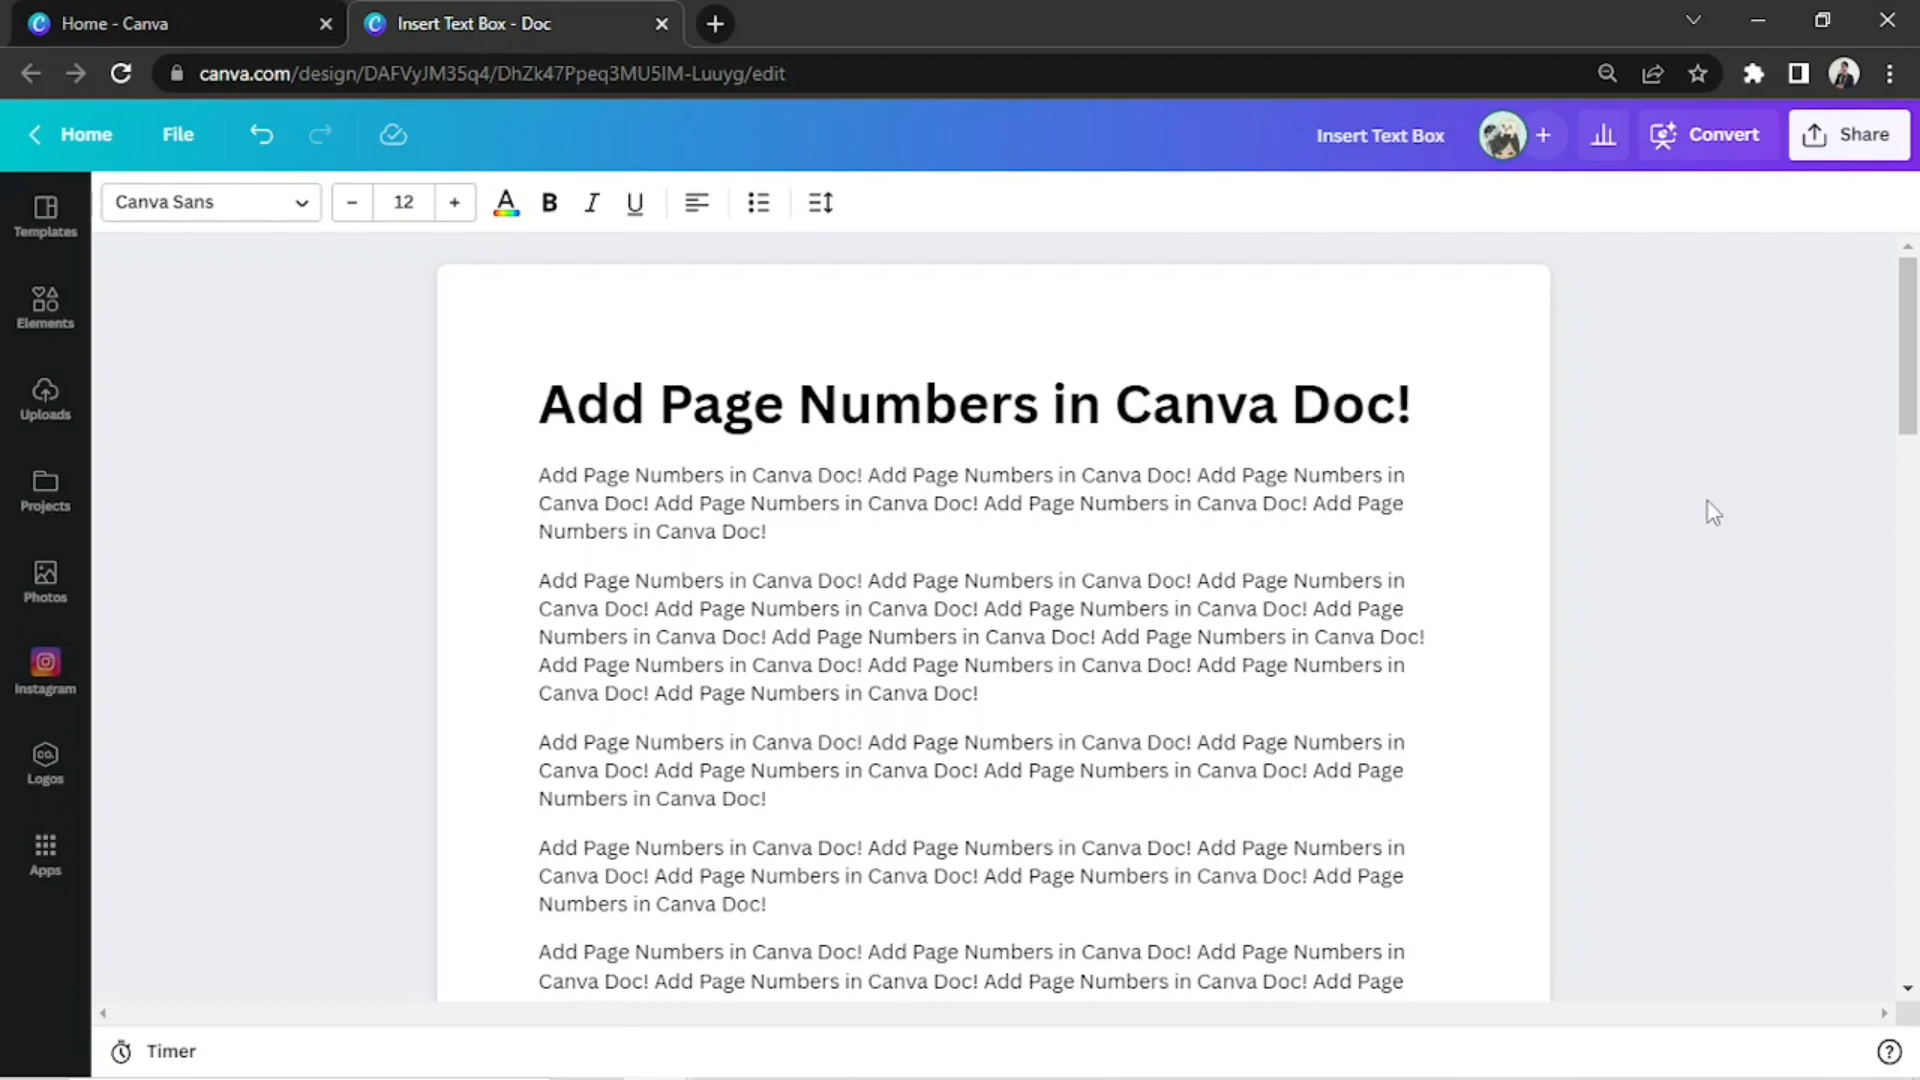 Home - Canva
Insert Text Box - Doc
canva.com/design/DAFVyJM35q4/DhZk47Ppeq3MU5IM-Luuyg/edit
Home
File
Insert Text Box
Convert
Share
Canva Sans
12
Templates
Elements
Uploads
Projects
Photos
Instagram
CO.
Logos
Apps
Add Page Numbers in Canva Doc!
Add Page Numbers in Canva Doc! Add Page Numbers in Canva Doc! Add Page Numbers in
Canva Doc! Add Page Numbers in Canva Doc! Add Page Numbers in Canva Doc! Add Page
Numbers in Canva Doc!
Add Page Numbers in Canva Doc! Add Page Numbers in Canva Doc! Add Page Numbers in
Canva Doc! Add Page Numbers in Canva Doc! Add Page Numbers in Canva Doc! Add Page
Numbers in Canva Doc! Add Page Numbers in Canva Doc! Add Page Numbers in Canva Doc!
Add Page Numbers in Canva Doc! Add Page Numbers in Canva Doc! Add Page Numbers in
Canva Doc! Add Page Numbers in Canva Doc!
Add Page Numbers in Canva Doc! Add Page Numbers in Canva Doc! Add Page Numbers in
Canva Doc! Add Page Numbers in Canva Doc! Add Page Numbers in Canva Doc! Add Page
Numbers in Canva Doc!
Add Page Numbers in Canva Doc! Add Page Numbers in Canva Doc! Add Page Numbers in
Canva Doc! Add Page Numbers in Canva Doc! Add Page Numbers in Canva Doc! Add Page
Numbers in Canva Doc!
Add Page Numbers in Canva Doc! Add Page Numbers in Canva Doc! Add Page Numbers in
Canva Doc! Add Page Numbers in Canva Doc! Add Page Numbers in Canva Doc! Add Page
Timer